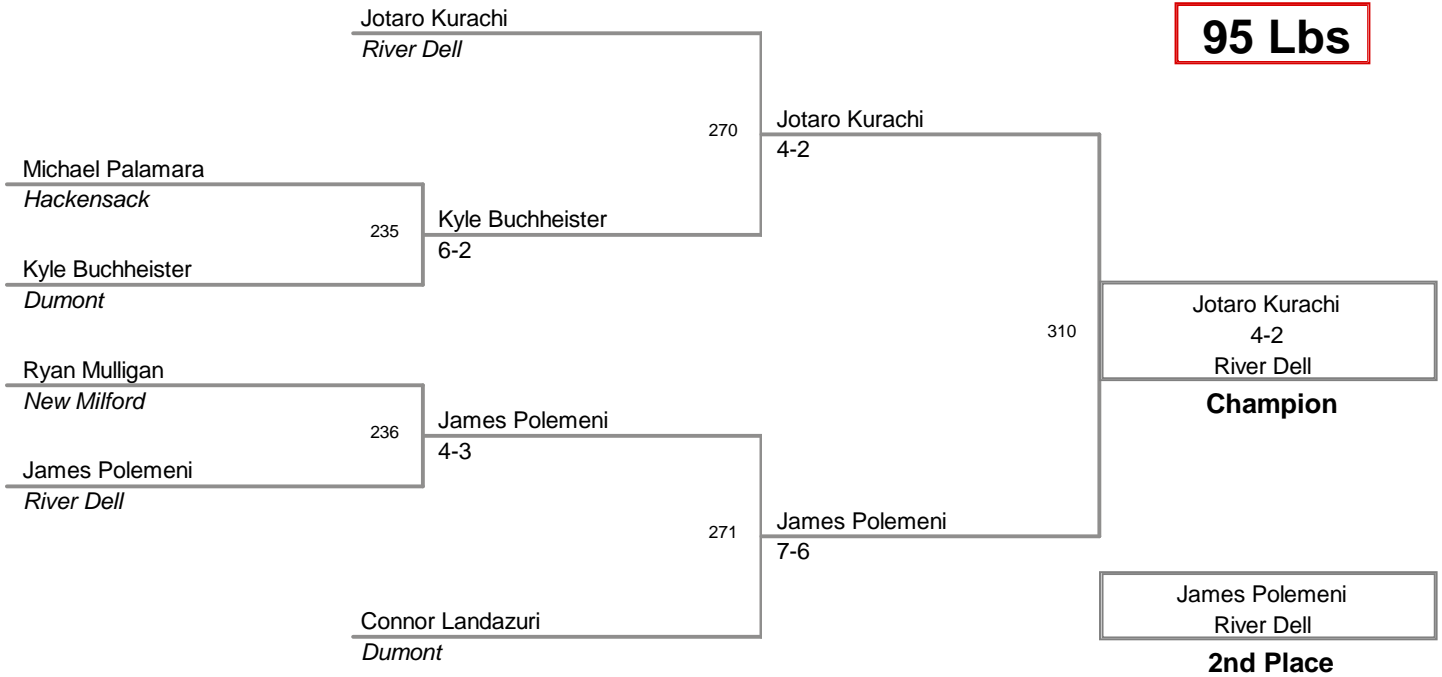 Jotaro Kurachi
River Dell
95 Lbs
270
Jotaro Kurachi
4-2
Michael Palamara
Hackensack
235
Kyle Buchheister
6-2
Kyle Buchheister
Dumont
310
Jotaro Kurachi
4-2
River Dell
Champion
Ryan Mulligan
New Milford
236
James Polemeni
4-3
James Polemeni
River Dell
271
James Polemeni
7-6
Connor Landazuri
Dumont
James Polemeni
River Dell
2nd Place